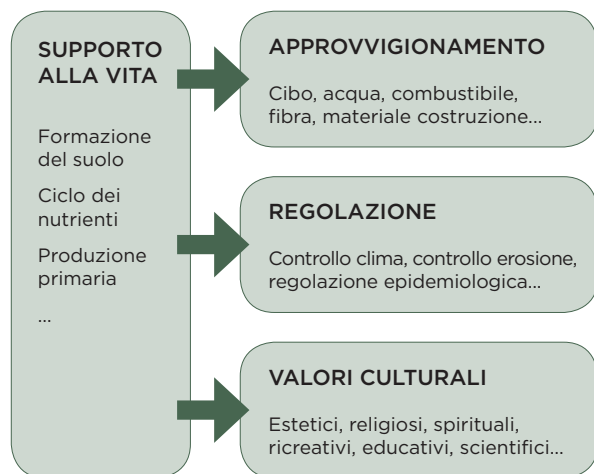 SUPPORTO
ALLA VITA
Formazione
del suolo
Ciclo dei
nutrienti
Produzione
primaria
...
APPROVVIGIONAMENTO
Cibo, acqua, combustibile,
fibra, materiale costruzione...
REGOLAZIONE
Controllo clima, controllo erosione,
regolazione epidemiologica...
VALORI CULTURALI
Estetici, religiosi, spirituali,
ricreativi, educativi, scientifici...